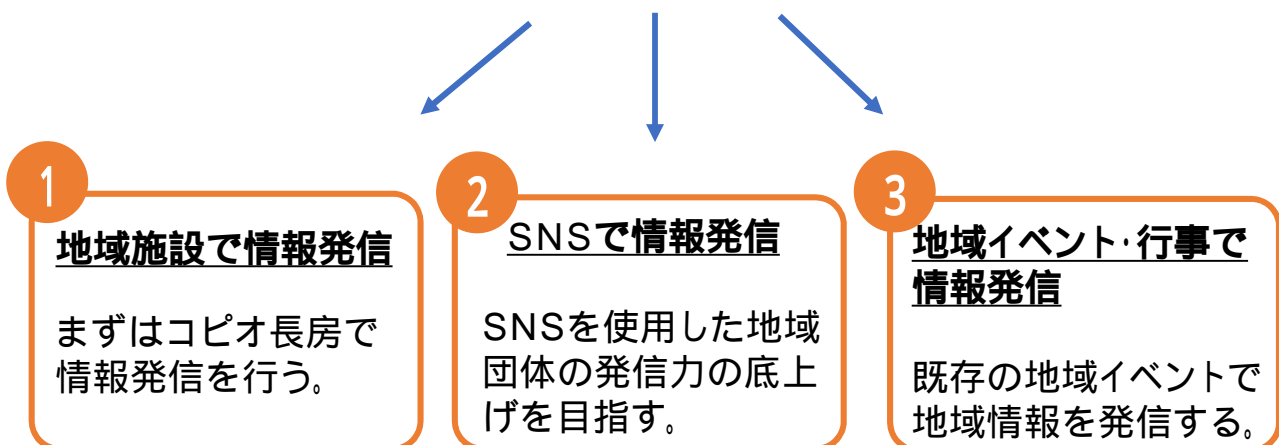 1
地域施設で情報発信
まずはコピオ長房で
情報発信を行う。
2
SNSで情報発信
SNSを使用した地域
団体の発信力の底上
げを目指す。
3
地域イベント・行事で
情報発信
既存の地域イベントで
地域情報を発信する。